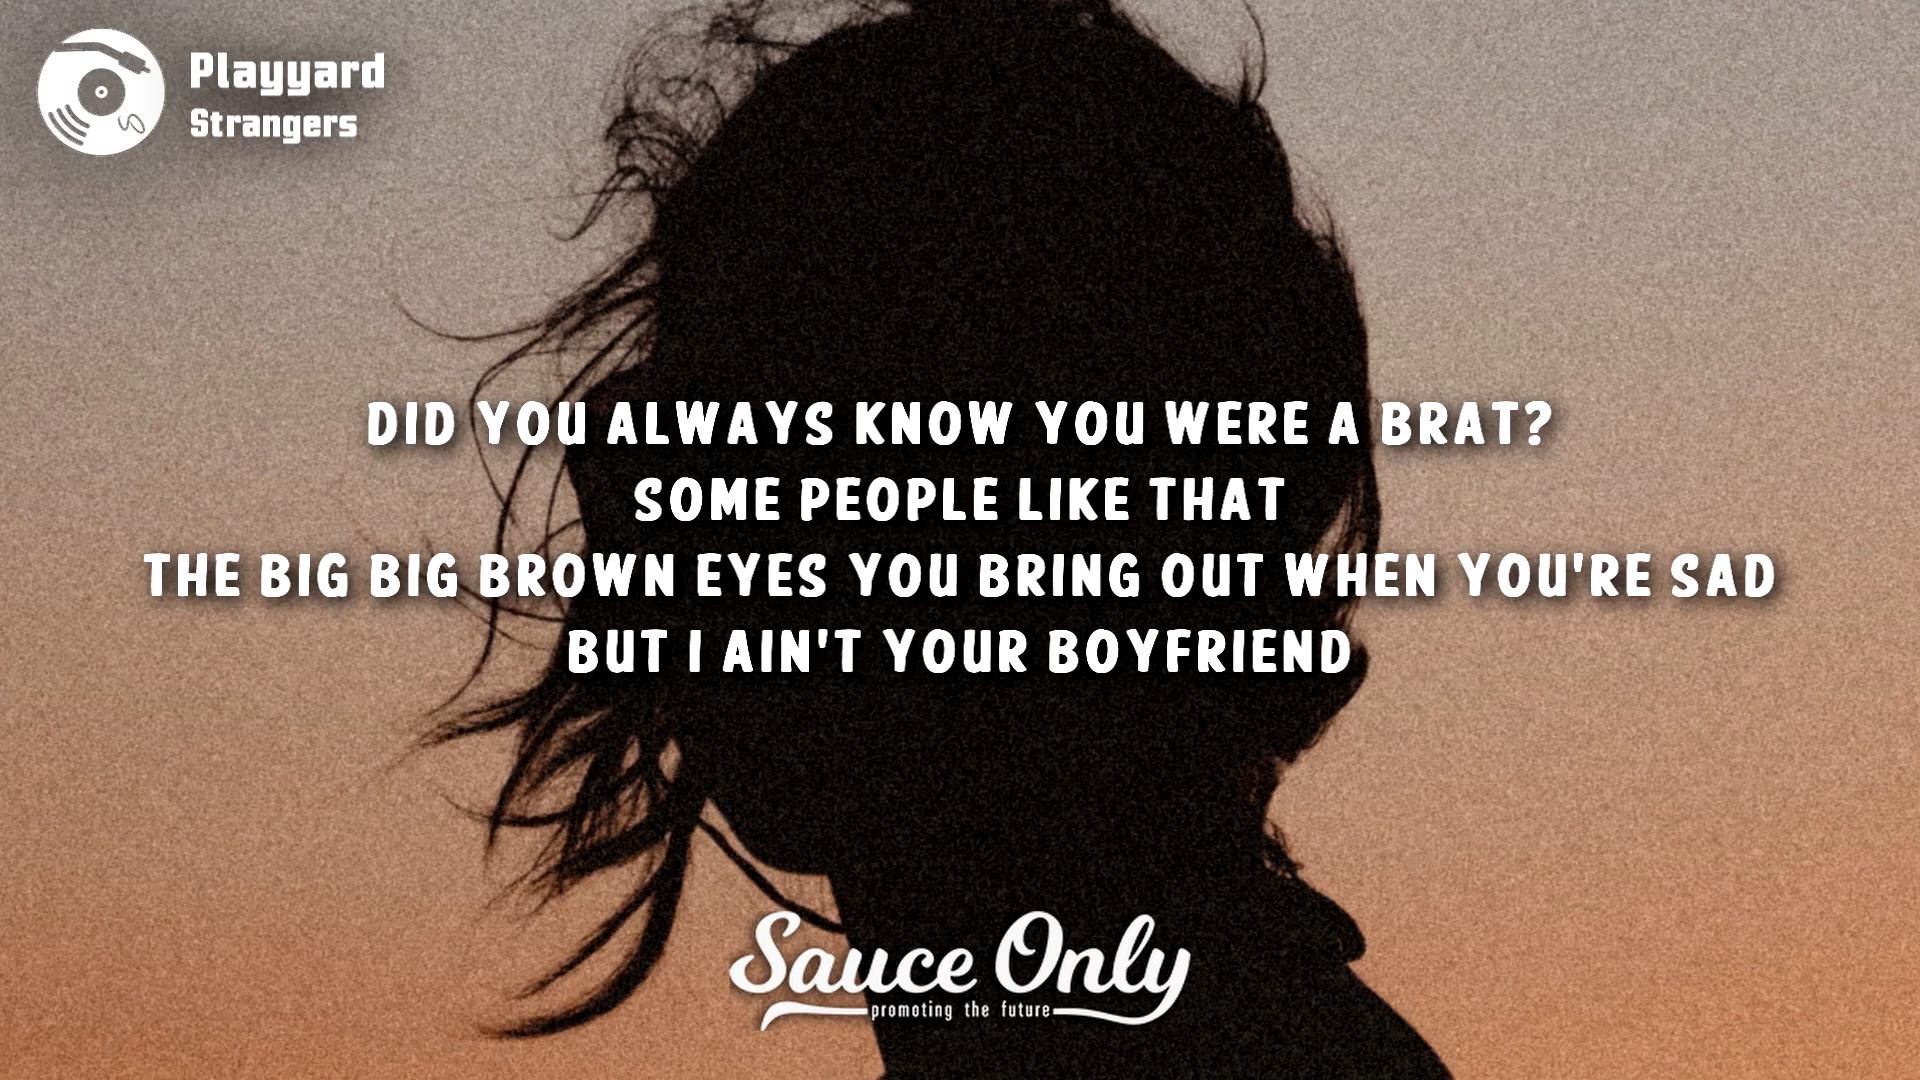 Playyard
Strangers
DID YOU ALWAYS KNOW YOU WERE A BRAT?
SOME PEOPLE LIKE THAT
THE BIG BIG BROWN EYES YOU BRING OUT WHEN YOU'RE SAD
BUT I AIN'T YOUR BOYFRIEND
Sauce Only
promoting the future